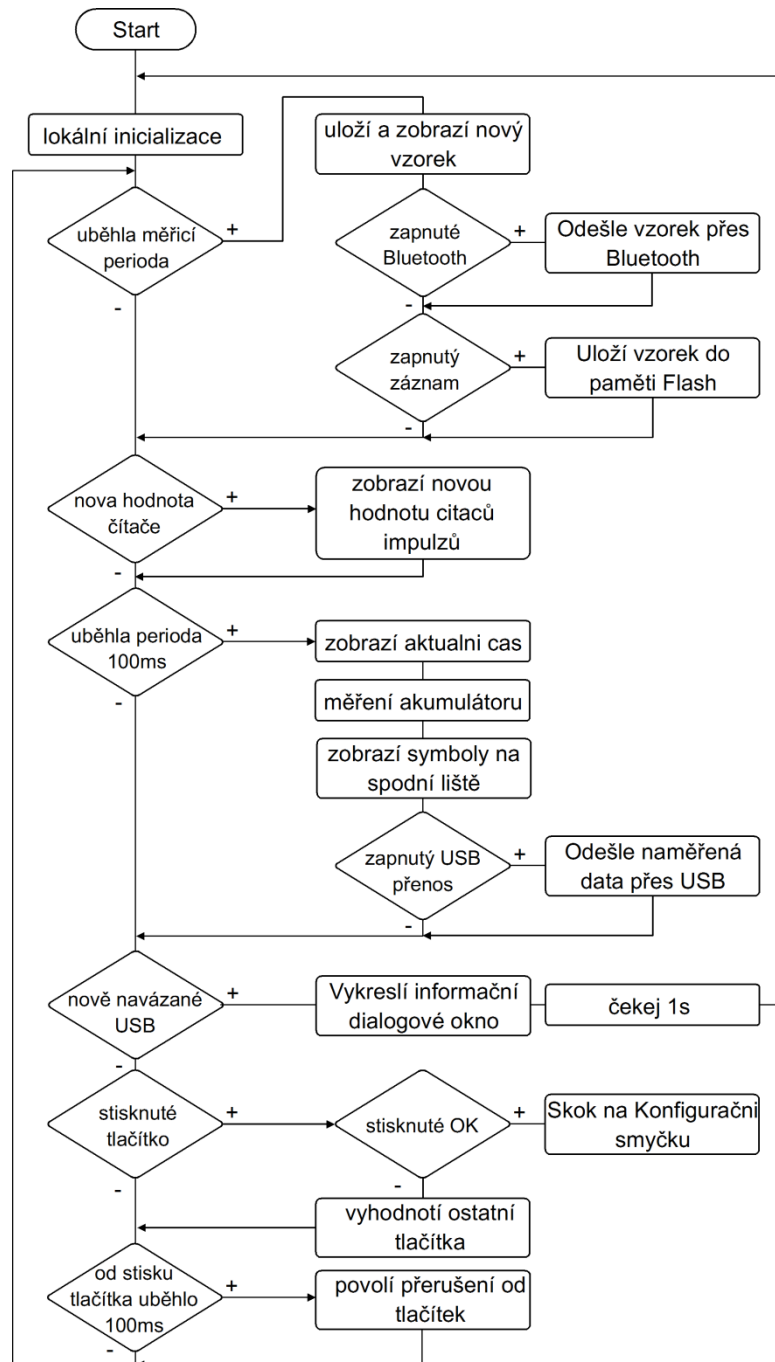 Start
lokální inicializace
uběhla měřicí
perioda
+
-
uloží a zobrazí nový
vzorek
zapnuté
Bluetooth
+
-
Odešle vzorek přes
Bluetooth
zapnutý
záznam
+
-
Uloží vzorek do
paměti Flash
nova hodnota
čítače
+
-
zobrazí novou
hodnotu citaců
impulzů
uběhla perioda
100ms
+
-
zobrazí aktualni cas
měření akumulátoru
zobrazí symboly na
spodní liště
zapnutý USB
přenos
+
-
Odešle naměřená
data přes USB
nově navázané
USB
+
-
Vykreslí informační
dialogové okno
čekej 1s
stisknuté
tlačítko
+
-
stisknuté OK
+
-
Skok na Konfiguračni
smyčku
vyhodnotí ostatní
tlačítka
od stisku
tlačítka uběhlo
100ms
+
-
povolí přerušení od
tlačítek